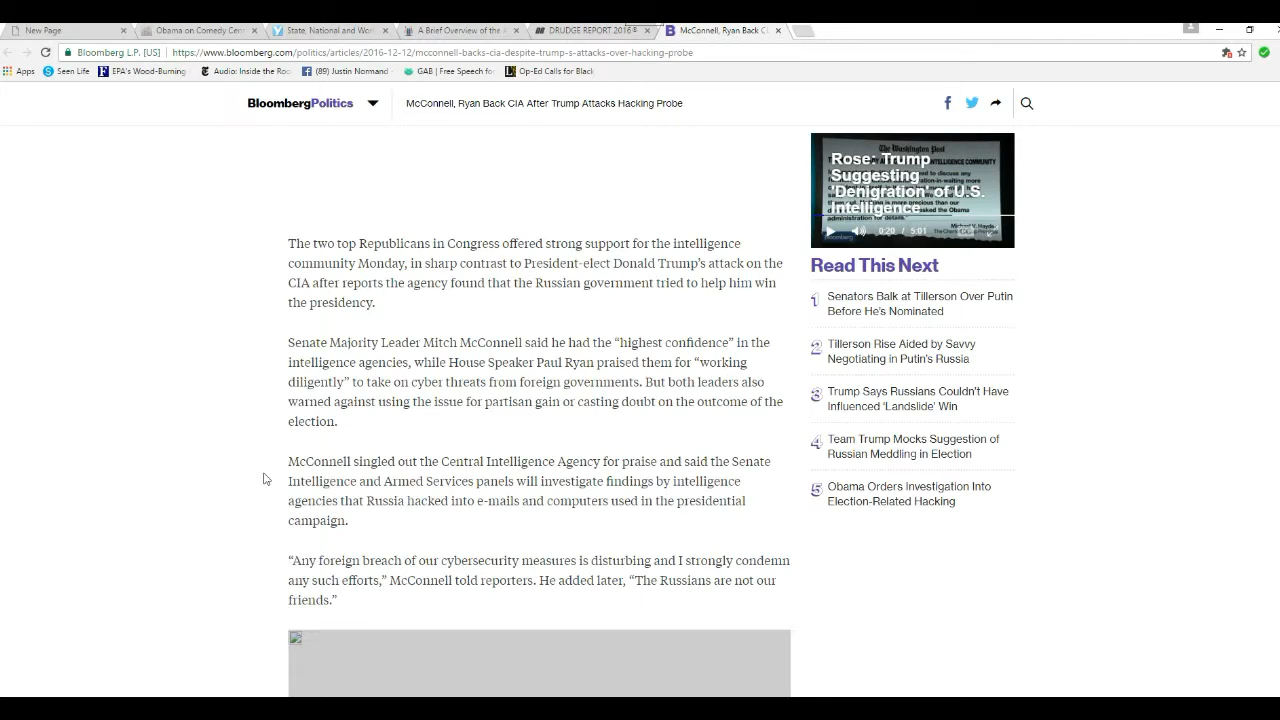 New Page
Obama on Comedy Cent
State, National and Wor
A Brief Overview of the A
DRUDGE REPORT 2016®
McConnell, Ryan Back C
Bloomberg L.P. [US]
https://www.bloomberg.com/politics/articles/2016-12-12/mcconnell-backs-cia-despite-trump-s-attacks-over-hacking-probe
Apps
Seen Life
EPA's Wood-Burning
Audio: Inside the Roo
(89) Justin Normand
GAB | Free Speech fo
Op-Ed Calls for Black
BloombergPolitics
McConnell, Ryan Back CIA After Trump Attacks Hacking Probe
The two top Republicans in Congress offered strong support for the intelligence
community Monday, in sharp contrast to President-elect Donald Trump's attack on the
CIA after reports the agency found that the Russian government tried to help him win
the presidency.
Senate Majority Leader Mitch McConnell said he had the “highest confidence” in the
intelligence agencies, while House Speaker Paul Ryan praised them for “working
diligently” to take on cyber threats from foreign governments. But both leaders also
warned against using the issue for partisan gain or casting doubt on the outcome of the
election.
McConnell singled out the Central Intelligence Agency for praise and said the Senate
Intelligence and Armed Services panels will investigate findings by intelligence
agencies that Russia hacked into e-mails and computers used in the presidential
campaign.
“Any foreign breach of our cybersecurity measures is disturbing and I strongly condemn
any such efforts,” McConnell told reporters. He added later, “The Russians are not our
friends.”
The Washington Post
Rose: Trump
Suggesting
'Denigration' of U.S.
Intelligence
0:20 / 5:01
Read This Next
1 Senators Balk at Tillerson Over Putin
Before He's Nominated
2 Tillerson Rise Aided by Savvy
Negotiating in Putin's Russia
3 Trump Says Russians Couldn't Have
Influenced 'Landslide' Win
4 Team Trump Mocks Suggestion of
Russian Meddling in Election
5 Obama Orders Investigation Into
Election-Related Hacking